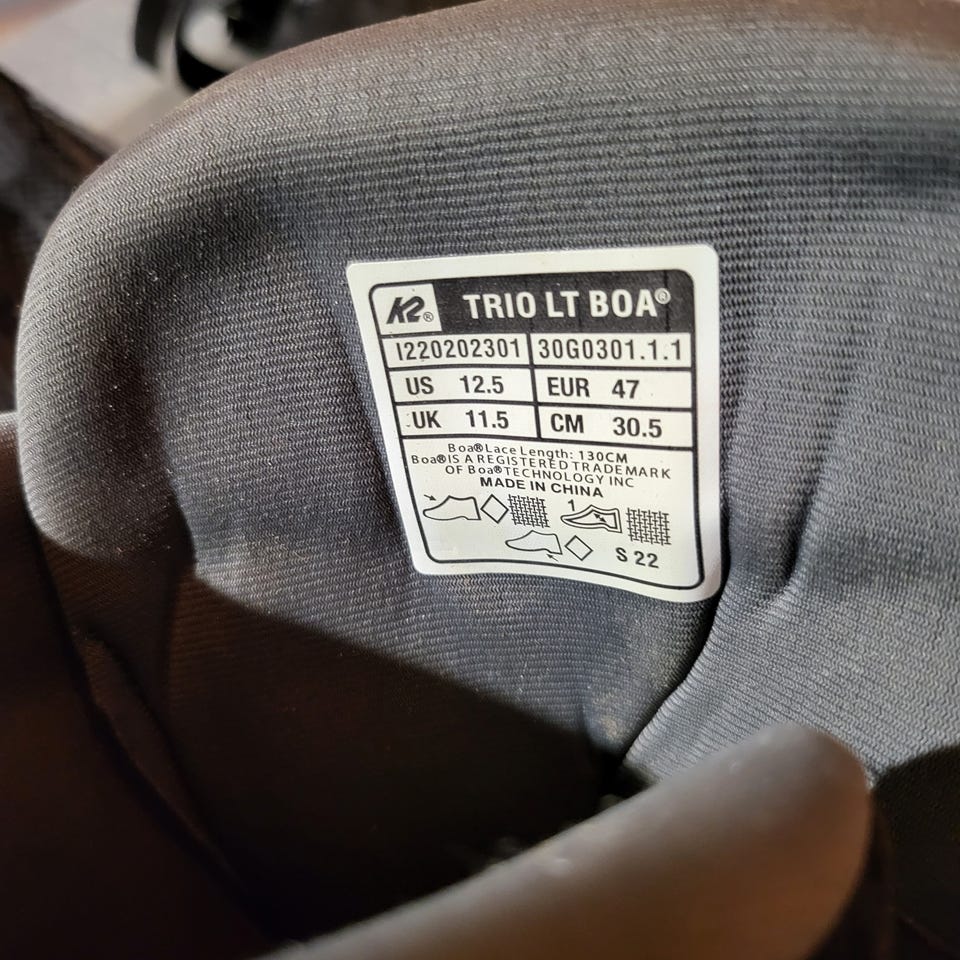 K2® TRIO LT BOA®
I220202301 30G0301.1.1
US 12.5 EUR 47
UK 11.5 CM 30.5
Boa®Lace Length: 130CM
Boa®IS A REGISTERED TRADEMARK
OF Boa®TECHNOLOGY INC
MADE IN CHINA
1
S 22